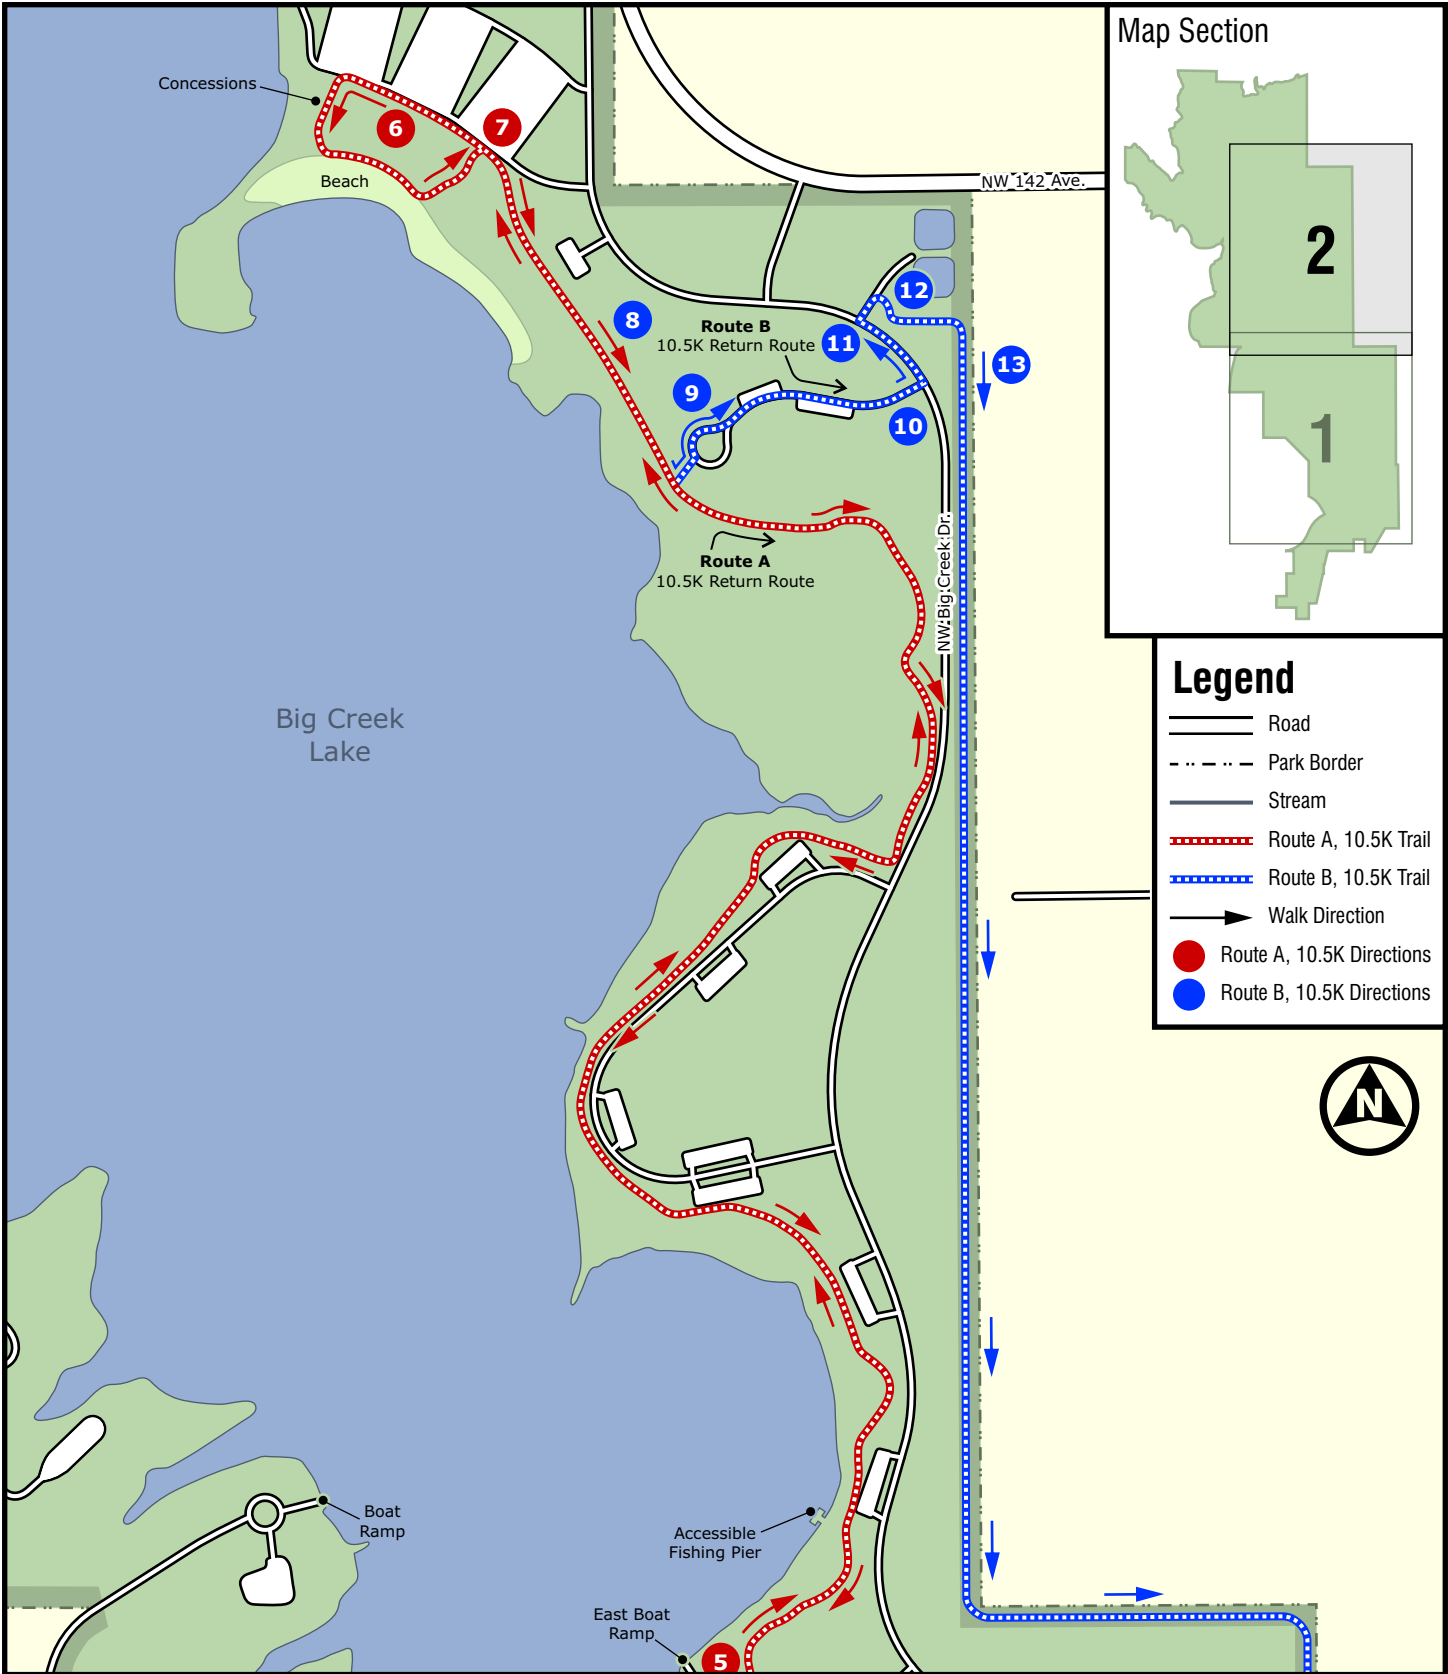 Map Section
2
1
Concessions
6
7
Beach
NW 142 Ave.
12
8
Route B
10.5K Return Route
11
13
9
10
Route A
10.5K Return Route
NW Big Creek Dr.
Big Creek
Lake
Legend
Road
Park Border
Stream
Route A, 10.5K Trail
Route B, 10.5K Trail
Walk Direction
Route A, 10.5K Directions
Route B, 10.5K Directions
N
Boat
Ramp
Accessible
Fishing Pier
East Boat
Ramp
5